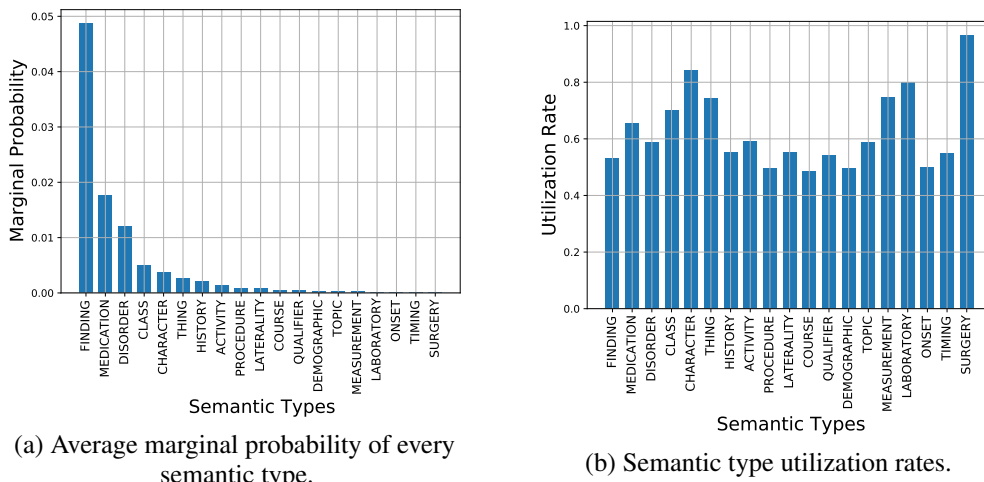 0.05
0.04
0.03
0.02
0.01
0.00
Marginal Probability
FINDING
MEDICATION
DISORDER
CLASS
CHARACTER
THING
HISTORY
ACTIVITY
PROCEDURE
LATERALITY
COURSE
QUALIFIER
DEMOGRAPHIC
TOPIC
MEASUREMENT
LABORATORY
ONSET
TIMING
SURGERY
Semantic Types
(a) Average marginal probability of every
semantic type.
1.0
0.8
0.6
0.4
0.2
0.0
Utilization Rate
FINDING
MEDICATION
DISORDER
CLASS
CHARACTER
THING
HISTORY
ACTIVITY
PROCEDURE
LATERALITY
COURSE
QUALIFIER
DEMOGRAPHIC
TOPIC
MEASUREMENT
LABORATORY
ONSET
TIMING
SURGERY
Semantic Types
(b) Semantic type utilization rates.